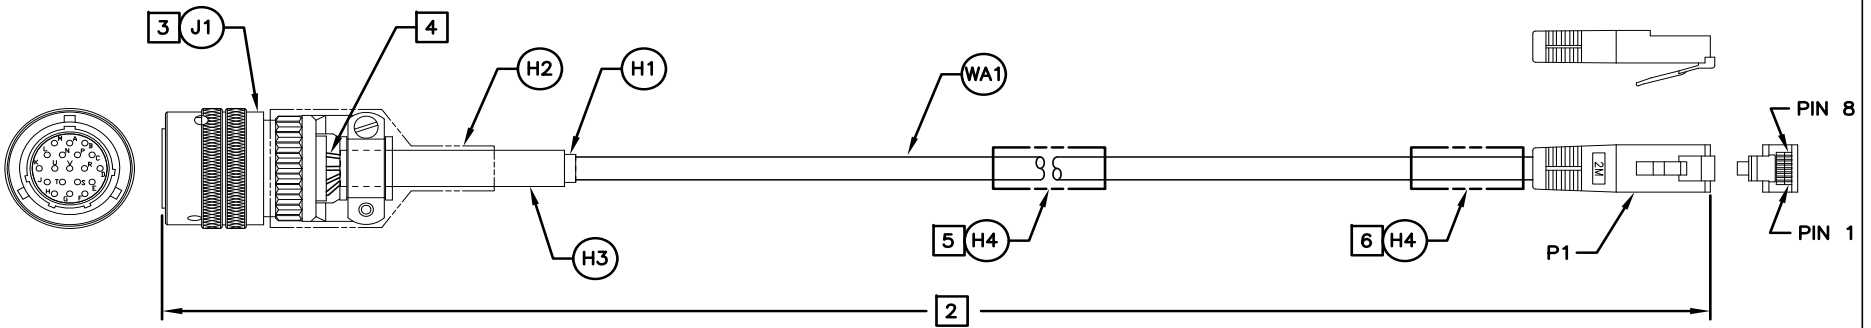 3 J1
4
H2
H1
WA1
H3
5 H4
6 H4
P1
2M
PIN 8
PIN 1
2
M A B
L N P C
K U V R D
J T S E
H G F